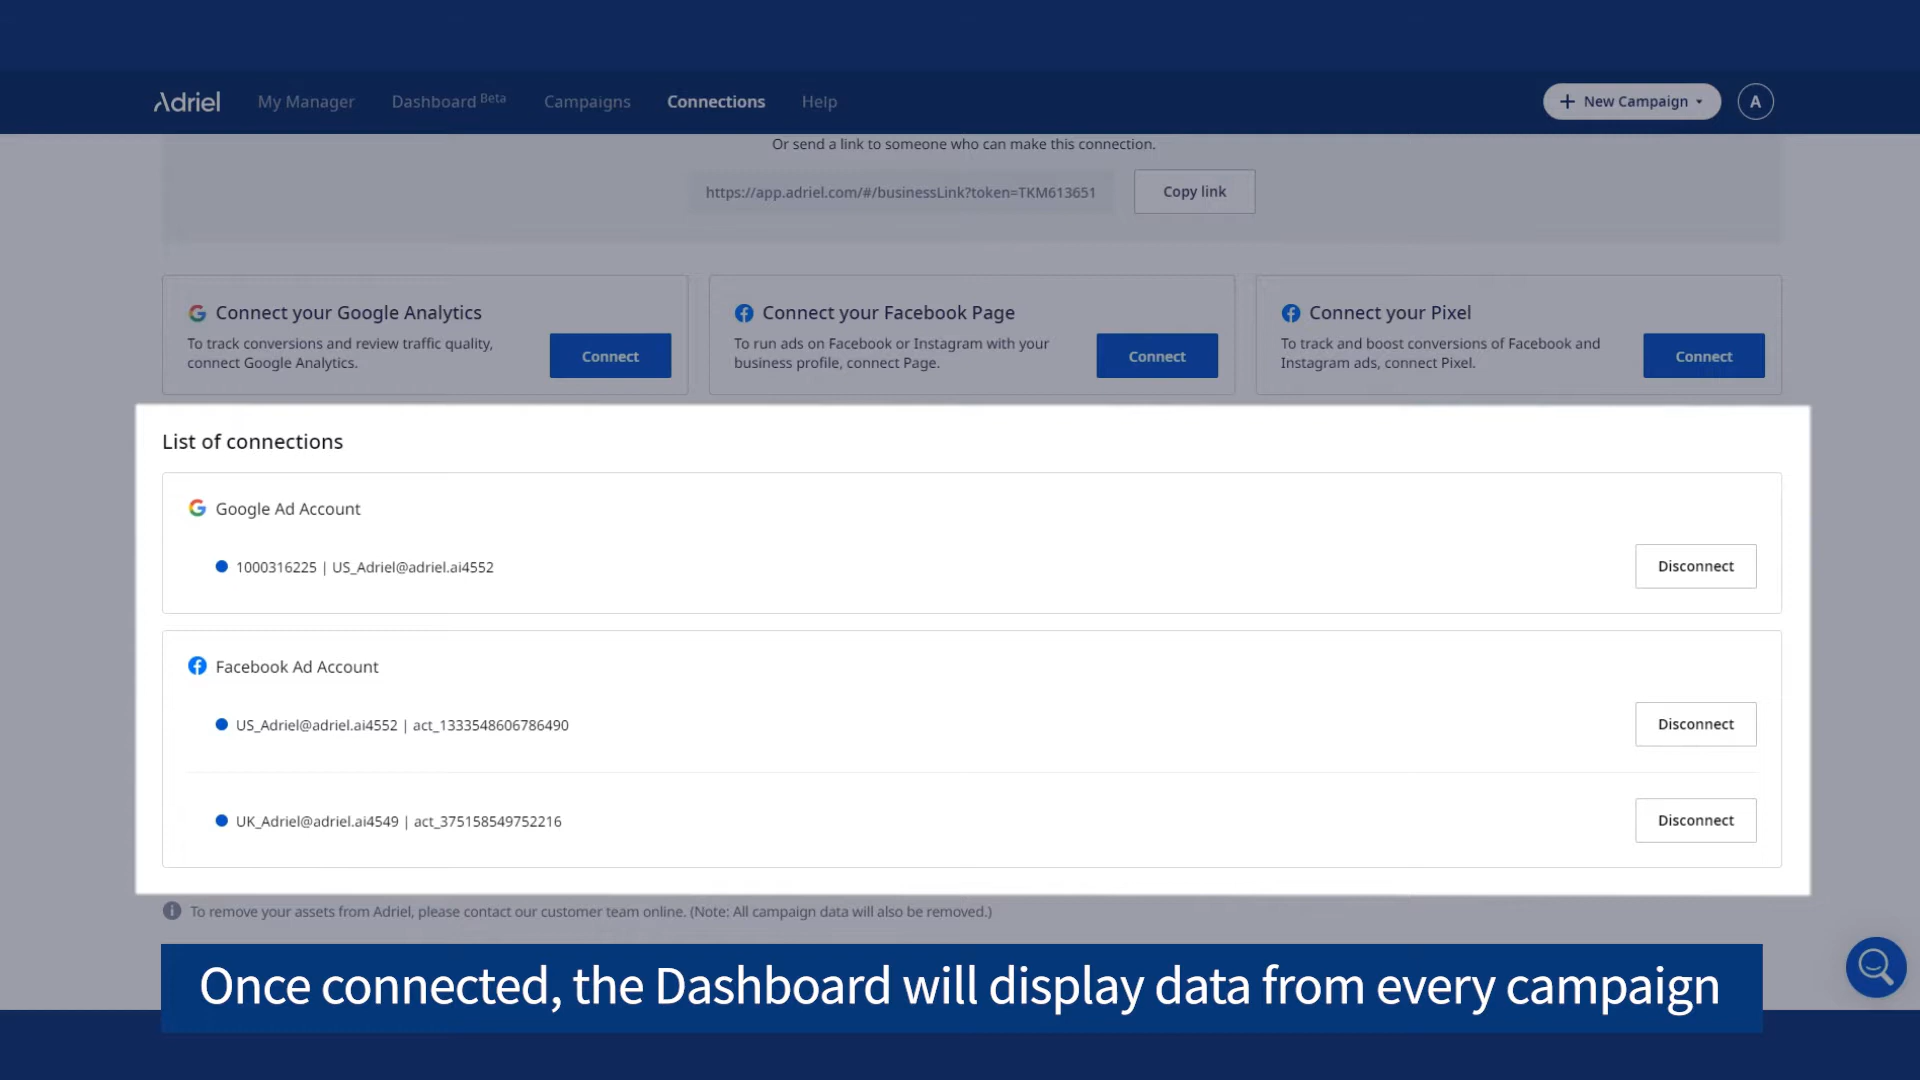 Adriel
My Manager
Dashboard Beta
Campaigns
Connections
Help
+ New Campaign
A
Or send a link to someone who can make this connection.
https://app.adriel.com/#/businessLink?token=TKM613651
Copy link
Connect your Google Analytics
To track conversions and review traffic quality,
connect Google Analytics.
Connect
Connect your Facebook Page
To run ads on Facebook or Instagram with your
business profile, connect Page.
Connect
Connect your Pixel
To track and boost conversions of Facebook and
Instagram ads, connect Pixel.
Connect
List of connections
Google Ad Account
1000316225 | US_Adriel@adriel.ai4552
Disconnect
Facebook Ad Account
US_Adriel@adriel.ai4552 | act_1333548606786490
Disconnect
UK_Adriel@adriel.ai4549 | act_375158549752216
Disconnect
To remove your assets from Adriel, please contact our customer team online. (Note: All campaign data will also be removed.)
Once connected, the Dashboard will display data from every campaign